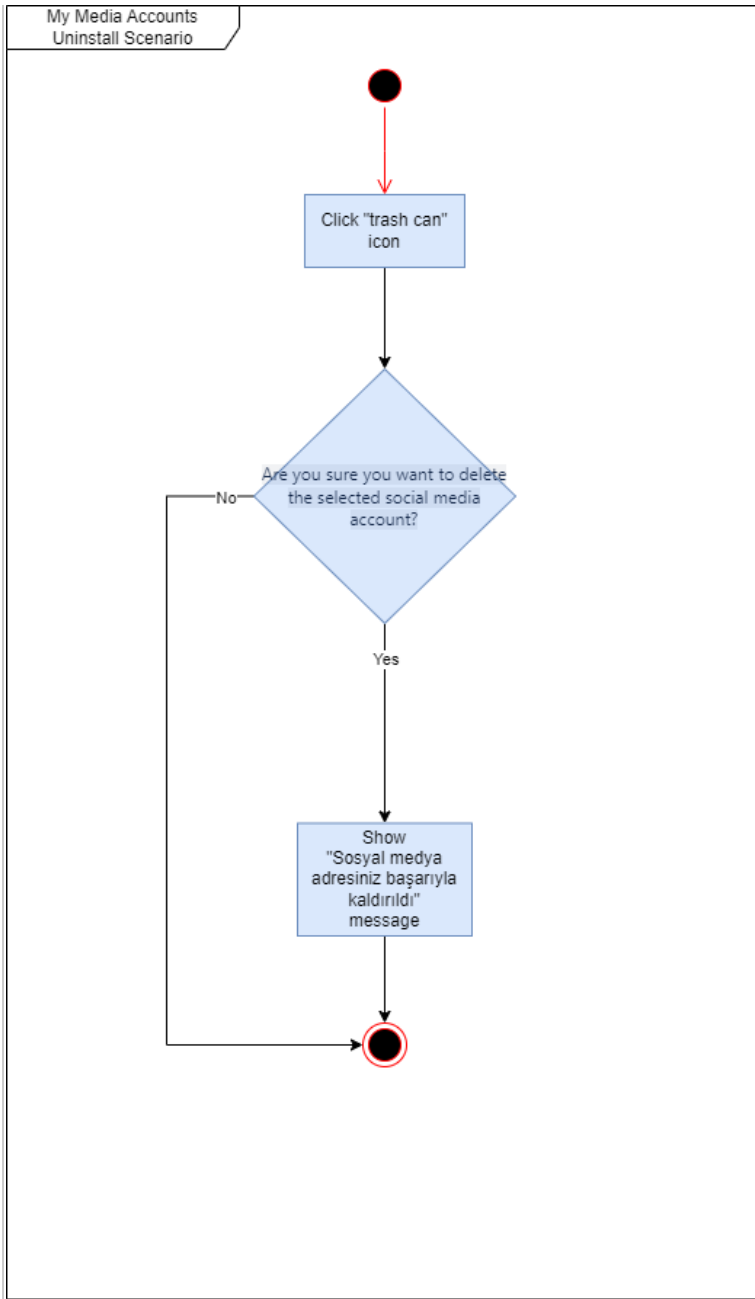 My Media Accounts
Uninstall Scenario
Click "trash can"
icon
Are you sure you want to delete
the selected social media
account?
No
Yes
Show
"Sosyal medya
adresiniz başarıyla
kaldırıldı"
message